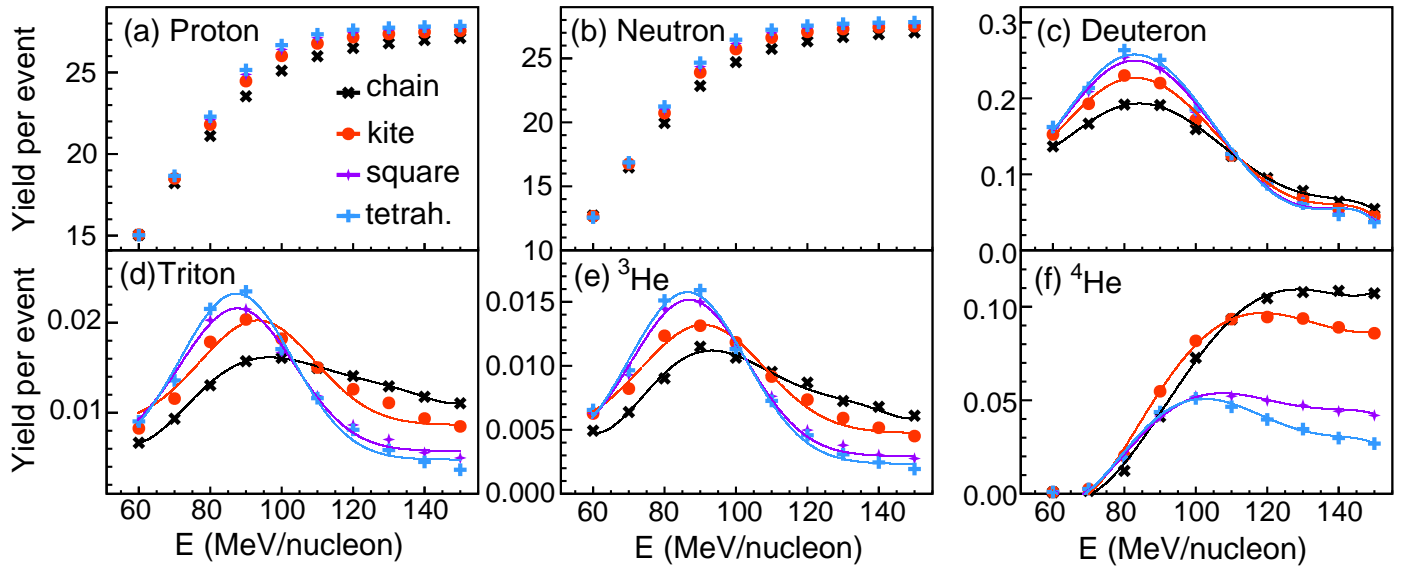 (a) Proton
(b) Neutron
(c) Deuteron
Yield per event
25
20
15
chain
kite
square
tetrah.
25
20
15
10
0.3
0.2
0.1
0.0
(d)Triton
(e) ³He
(f) ⁴He
Yield per event
0.02
0.01
0.015
0.010
0.005
0.000
0.10
0.05
0.00
60 80 100 120 140
60 80 100 120 140
60 80 100 120 140
E (MeV/nucleon)
E (MeV/nucleon)
E (MeV/nucleon)